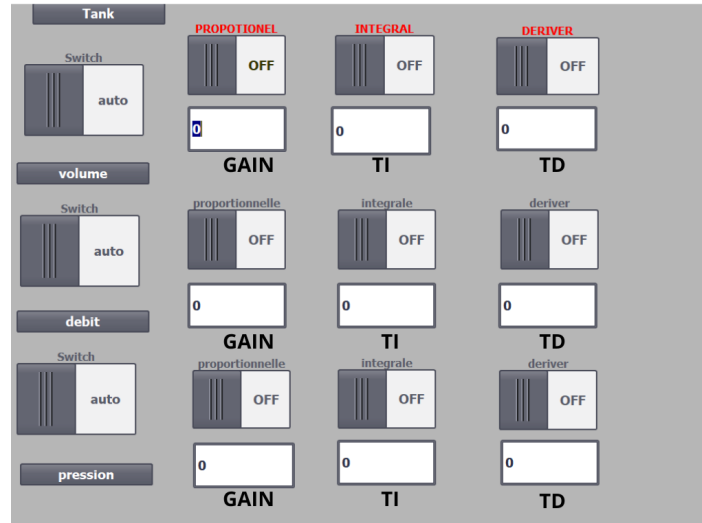 Tank
PROPOTIONEL INTEGRAL DERIVER
Switch
OFF OFF OFF
auto
0 0 0
GAIN TI TD
volume
proportionnelle integrale deriver
Switch
OFF OFF OFF
auto
0 0 0
debit
GAIN TI TD
Switch
proportionnelle integrale deriver
auto OFF OFF OFF
0 0 0
pression
GAIN TI TD